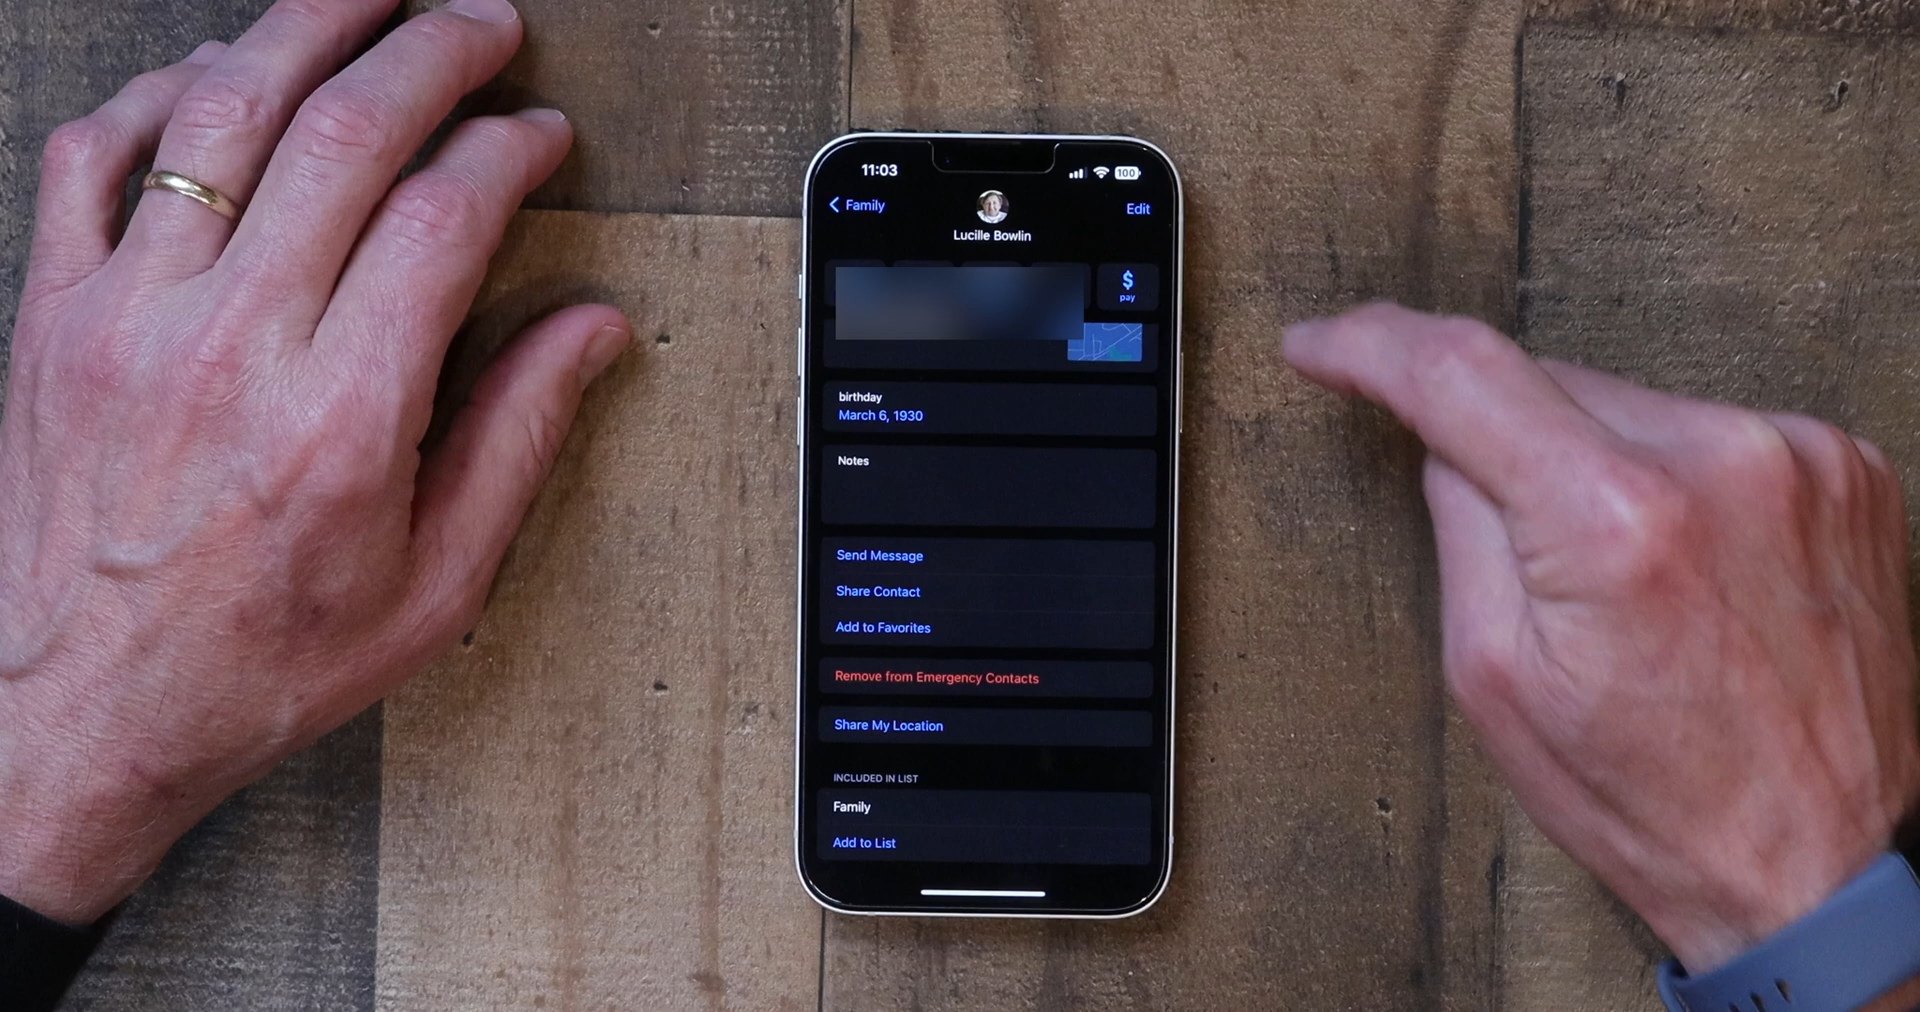 11:03
100
Family
Edit
Lucille Bowlin
$
pay
birthday
March 6, 1930
Notes
Send Message
Share Contact
Add to Favorites
Remove from Emergency Contacts
Share My Location
INCLUDED IN LIST
Family
Add to List